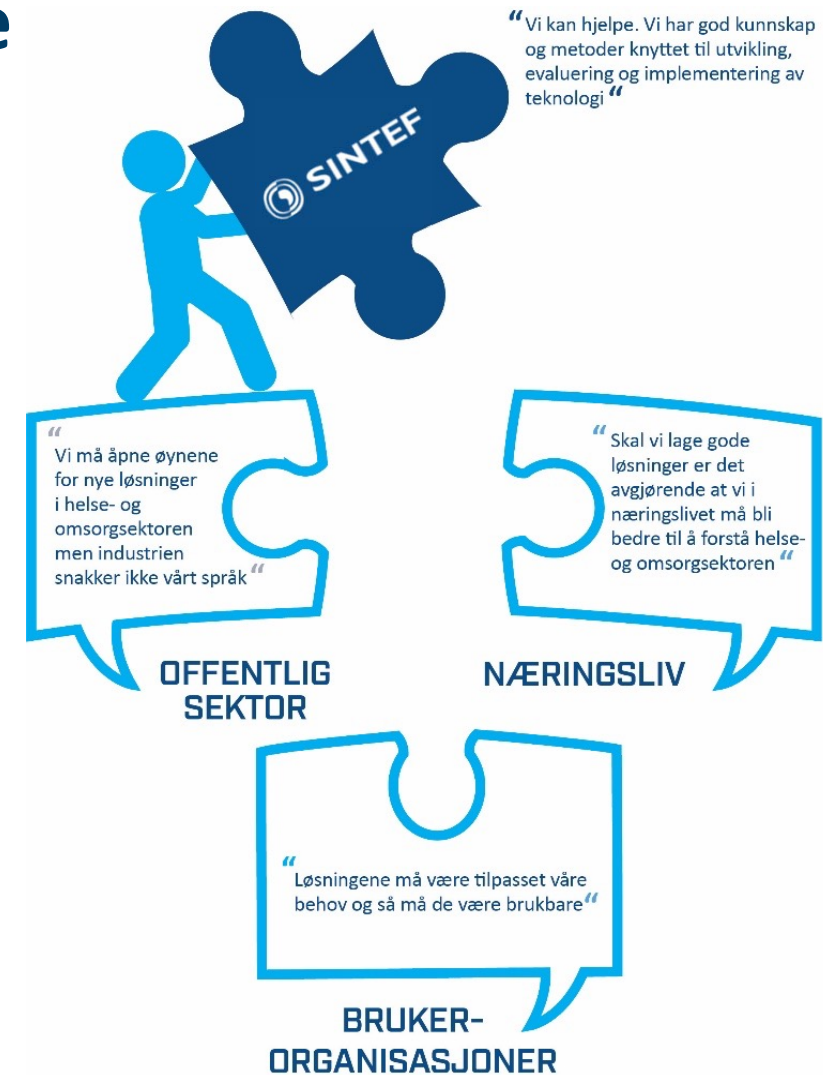 e
“Vi kan hjelpe. Vi har god kunnskap
og metoder knyttet til utvikling,
evaluering og implementering av
teknologi“
SINTEF
“
Vi må åpne øynene
for nye løsninger
i helse- og
omsorgsektoren
men industrien
snakker ikke vårt språk“
“Skal vi lage gode
løsninger er det
avgjørende at vi i
næringslivet må bli
bedre til å forstå helse-
og omsorgsektoren“
OFFENTLIG
SEKTOR
NÆRINGSLIV
“
Løsningene må være tilpasset våre
behov og så må de være brukbare“
BRUKER-
ORGANISASJONER